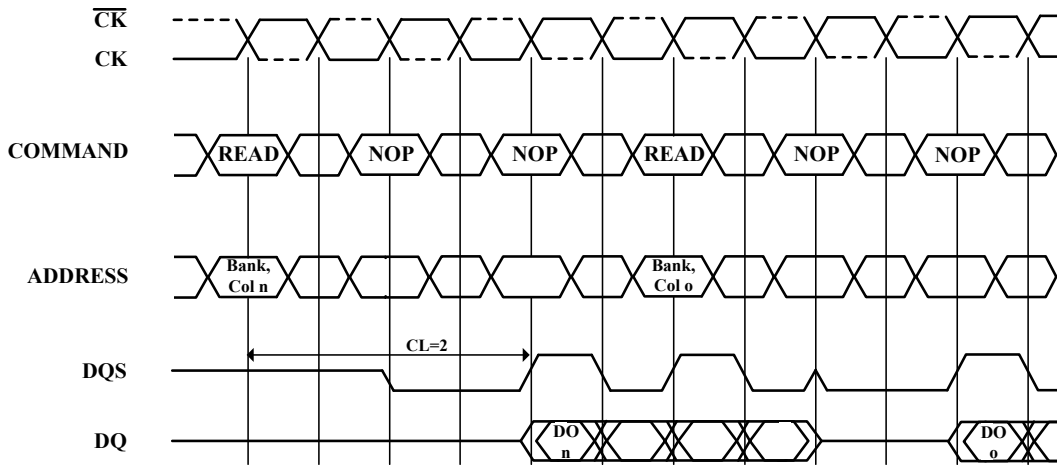 CK
CK
COMMAND READ NOP NOP READ NOP NOP
ADDRESS Bank, Col n Bank, Col o
CL=2
DQS
DQ DO n DO o